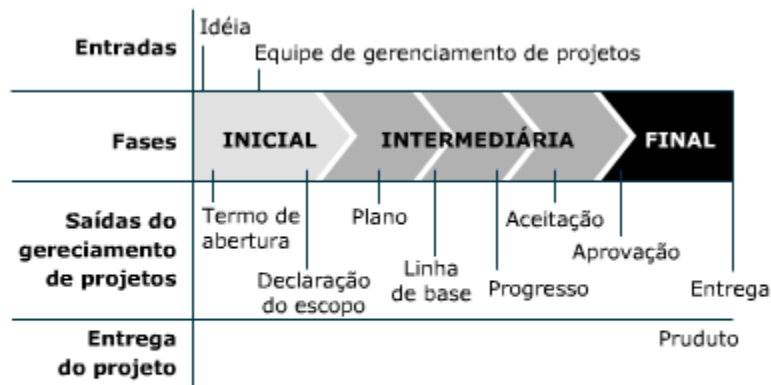 Idéia
Entradas
Equipe de gerenciamento de projetos
Fases
INICIAL
INTERMEDIÁRIA
FINAL
Saídas do
gereciamento
de projetos
Termo de
abertura
Declaração
do escopo
Plano
Linha
de base
Progresso
Aceitação
Aprovação
Entrega
Entrega
do projeto
Pruduto